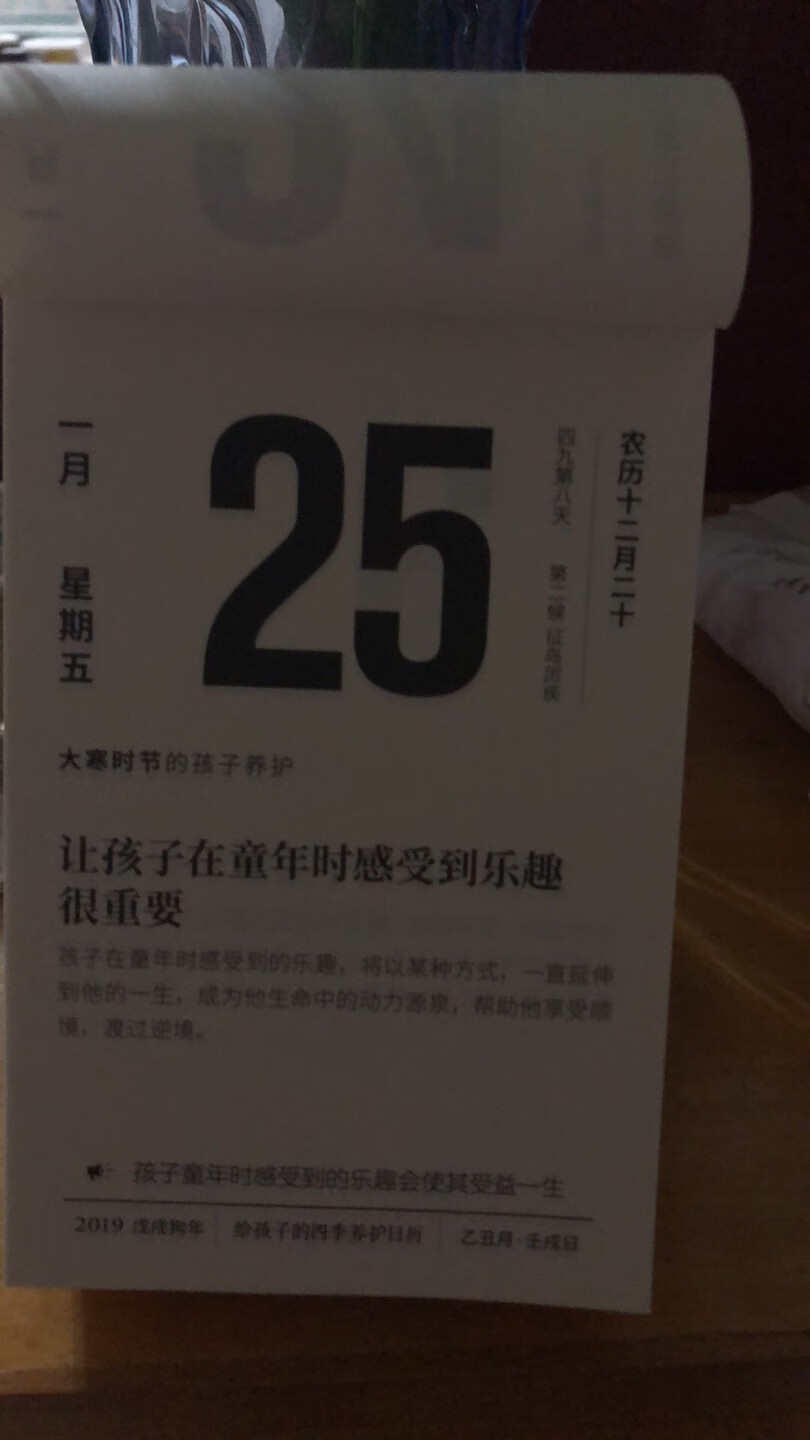 一月 星期五
25
四九第八天 第二候 征鸟厉疾
农历十二月二十
大寒时节的孩子养护
让孩子在童年时感受到乐趣
很重要
孩子在童年时感受到的乐趣，将以某种方式，一直延伸
到他的一生，成为他生命中的动力源泉，帮助他享受顺
境，渡过逆境。
孩子童年时感受到的乐趣会使其受益一生
2019 戊戌狗年 给孩子的四季养护日历 乙丑月·壬戌日